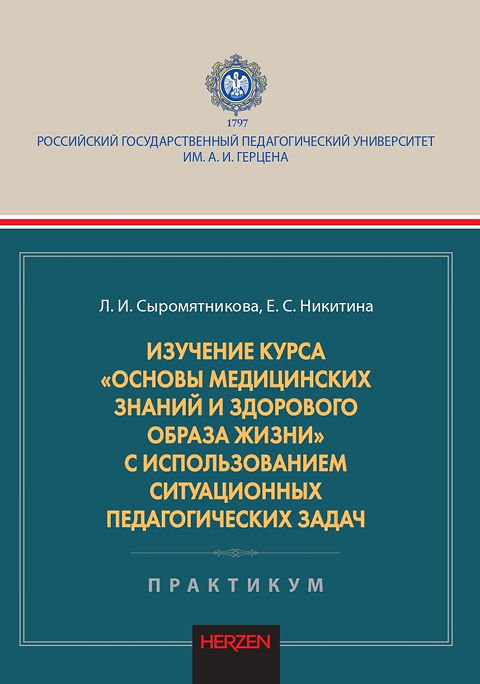 1797
РОССИЙСКИЙ ГОСУДАРСТВЕННЫЙ ПЕДАГОГИЧЕСКИЙ УНИВЕРСИТЕТ
ИМ. А. И. ГЕРЦЕНА
Л. И. Сыромятникова, Е. С. Никитина
ИЗУЧЕНИЕ КУРСА
«ОСНОВЫ МЕДИЦИНСКИХ
ЗНАНИЙ И ЗДОРОВОГО
ОБРАЗА ЖИЗНИ»
С ИСПОЛЬЗОВАНИЕМ
СИТУАЦИОННЫХ
ПЕДАГОГИЧЕСКИХ ЗАДАЧ
ПРАКТИКУМ
HERZEN